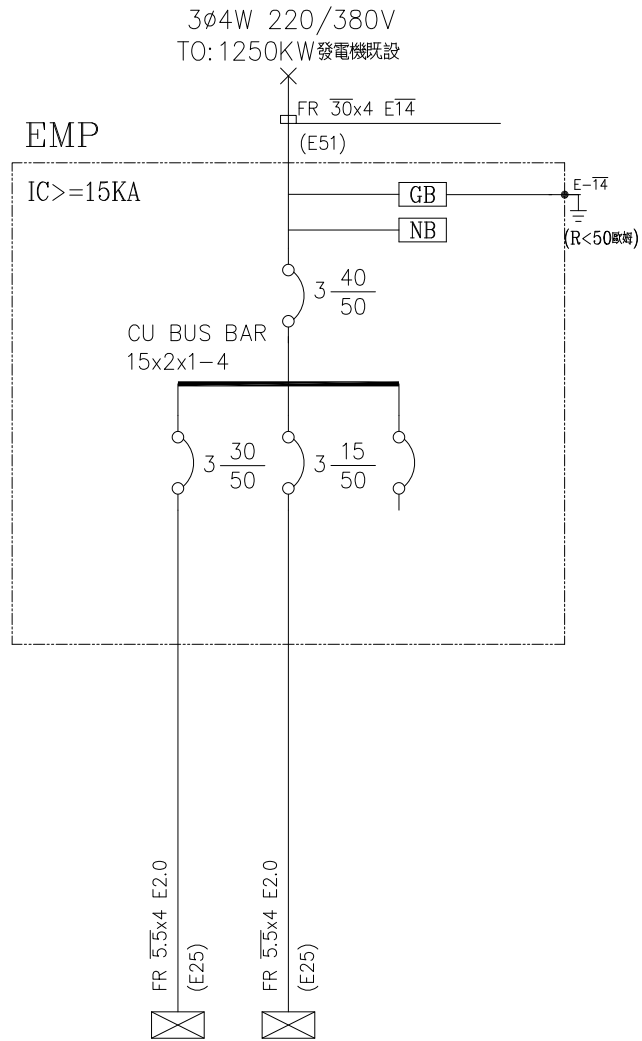 3ø4W 220/380V
TO:1250KW發電機既設
FR 30x4 E14
(E51)
EMP
IC>=15KA
GB
E-14
NB
(R<50歐姆)
3 40/50
CU BUS BAR
15x2x1-4
3 30/50
3 15/50
FR 5.5x4 E2.0
(E25)
FR 5.5x4 E2.0
(E25)